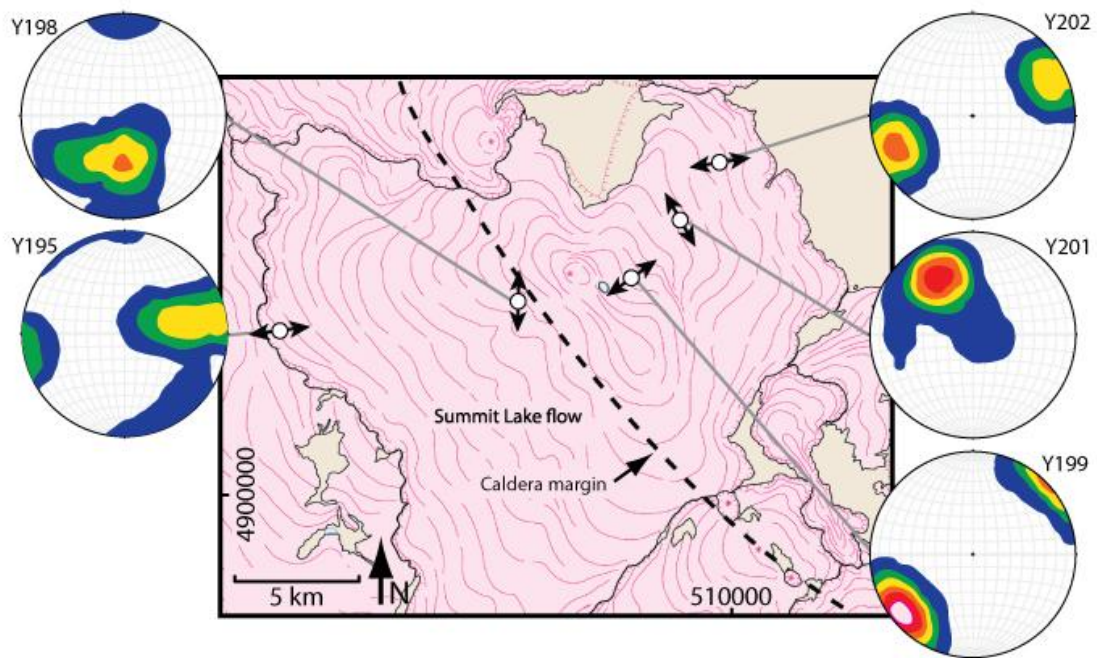 Y198
Y202
Y195
Y201
Y199
Summit Lake flow
Caldera margin
4900000
5 km
N
510000